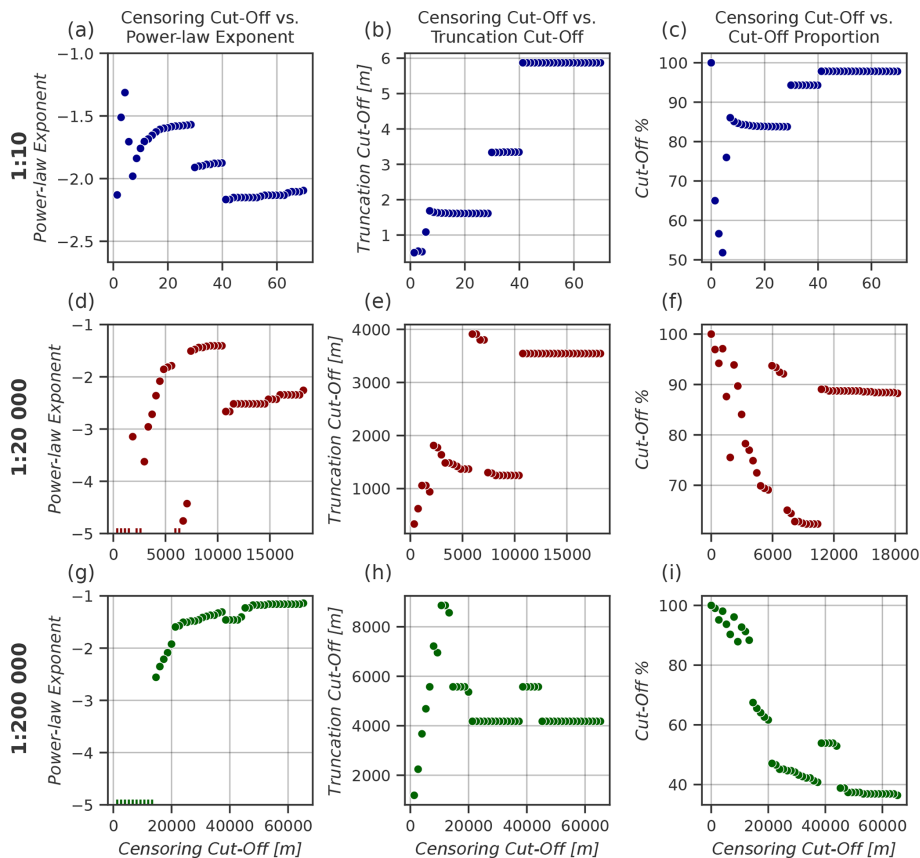 (a) Censoring Cut-Off vs.
Power-law Exponent
(b) Censoring Cut-Off vs.
Truncation Cut-Off
(c) Censoring Cut-Off vs.
Cut-Off Proportion
1:10
Power-law Exponent
−1.0
−1.5
−2.0
−2.5
0 20 40 60
Truncation Cut-Off [m]
6
5
4
3
2
1
0 20 40 60
Cut-Off %
100
90
80
70
60
50
0 20 40 60
(d)
1:20 000
Power-law Exponent
−1
−2
−3
−4
−5
0 5000 10000 15000
(e)
Truncation Cut-Off [m]
4000
3000
2000
1000
0 5000 10000 15000
(f)
Cut-Off %
100
90
80
70
0 6000 12000 18000
(g)
1:200 000
Power-law Exponent
−1
−2
−3
−4
−5
0 20000 40000 60000
Censoring Cut-Off [m]
(h)
Truncation Cut-Off [m]
8000
6000
4000
2000
0 20000 40000 60000
Censoring Cut-Off [m]
(i)
Cut-Off %
100
80
60
40
0 20000 40000 60000
Censoring Cut-Off [m]